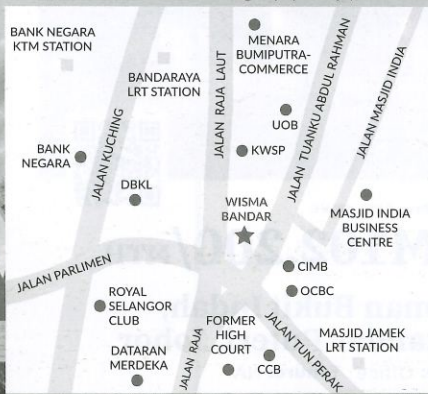 BANK NEGARA
KTM STATION
BANDARAYA
LRT STATION
MENARA
BUMIPUTRA-
COMMERCE
JALAN RAJA LAUT
JALAN TUANKU ABDUL RAHMAN
JALAN MASJID INDIA
JALAN KUCHING
UOB
KWSP
BANK
NEGARA
DBKL
WISMA
BANDAR
MASJID INDIA
BUSINESS
CENTRE
JALAN PARLIMEN
CIMB
OCBC
ROYAL
SELANGOR
CLUB
FORMER
HIGH
COURT
JALAN TUN PERAK
MASJID JAMEK
LRT STATION
DATARAN
MERDEKA
JALAN RAJA
CCB